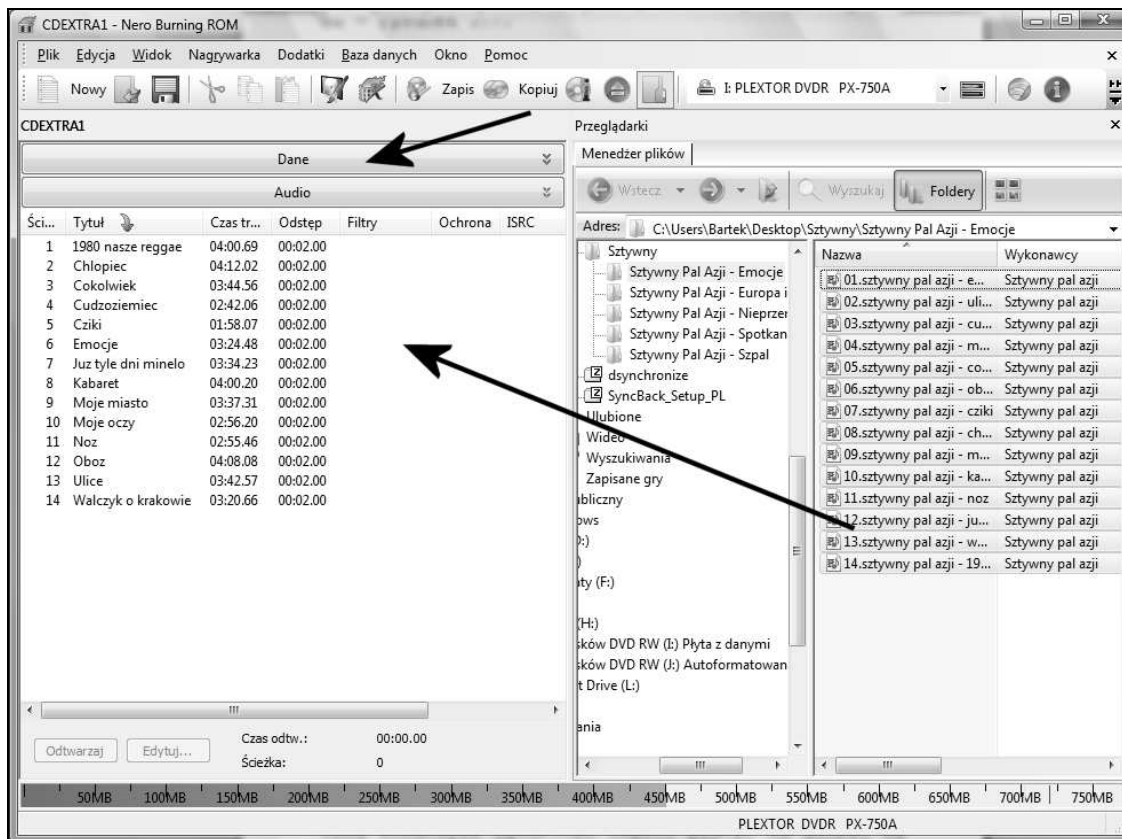 CDEXTRA1 - Nero Burning ROM
Plik Edycja Widok Nagrywarka Dodatki Baza danych Okno Pomoc
Nowy Zapis Kopiuj I: PLEXTOR DVDR PX-750A
CDEXTRA1
Dane
Audio
Ści... Tytuł Czas tr... Odstęp Filtry Ochrona ISRC
1 1980 nasze reggae 04:00.69 00:02.00
2 Chlopiec 04:12.02 00:02.00
3 Cokolwiek 03:44.56 00:02.00
4 Cudzoziemiec 02:42.06 00:02.00
5 Cziki 01:58.07 00:02.00
6 Emocje 03:24.48 00:02.00
7 Juz tyle dni minelo 03:34.23 00:02.00
8 Kabaret 04:00.20 00:02.00
9 Moje miasto 03:37.31 00:02.00
10 Moje oczy 02:56.20 00:02.00
11 Noz 02:55.46 00:02.00
12 Oboz 04:08.08 00:02.00
13 Ulice 03:42.57 00:02.00
14 Walczyk o krakowie 03:20.66 00:02.00
Odtwarzaj Edytuj...
Czas odtw.: 00:00.00
Ścieżka: 0
Przeglądarki
Menedżer plików
Wstecz Wyszukaj Foldery
Adres: C:\Users\Bartek\Desktop\Sztywny\Sztywny Pal Azji - Emocje
Sztywny
Sztywny Pal Azji - Emocje
Sztywny Pal Azji - Europa i
Sztywny Pal Azji - Nieprzer
Sztywny Pal Azji - Spotkan
Sztywny Pal Azji - Szpal
dsynchronize
SyncBack_Setup_PL
Ulubione
Wideo
Wyszukiwania
Zapisane gry
ubliczny
ows
D:)
)
aty (F:)
(H:)
sków DVD RW (I:) Płyta z danymi
sków DVD RW (J:) Autoformatowan
t Drive (L:)
ania
Nazwa Wykonawcy
01.sztywny pal azji - e... Sztywny pal azji
02.sztywny pal azji - uli... Sztywny pal azji
03.sztywny pal azji - cu... Sztywny pal azji
04.sztywny pal azji - m... Sztywny pal azji
05.sztywny pal azji - co... Sztywny pal azji
06.sztywny pal azji - ob... Sztywny pal azji
07.sztywny pal azji - cziki Sztywny pal azji
08.sztywny pal azji - ch... Sztywny pal azji
09.sztywny pal azji - m... Sztywny pal azji
10.sztywny pal azji - ka... Sztywny pal azji
11.sztywny pal azji - noz Sztywny pal azji
12.sztywny pal azji - ju... Sztywny pal azji
13.sztywny pal azji - w... Sztywny pal azji
14.sztywny pal azji - 19... Sztywny pal azji
50MB 100MB 150MB 200MB 250MB 300MB 350MB 400MB 450MB 500MB 550MB 600MB 650MB 700MB 750MB
PLEXTOR DVDR PX-750A